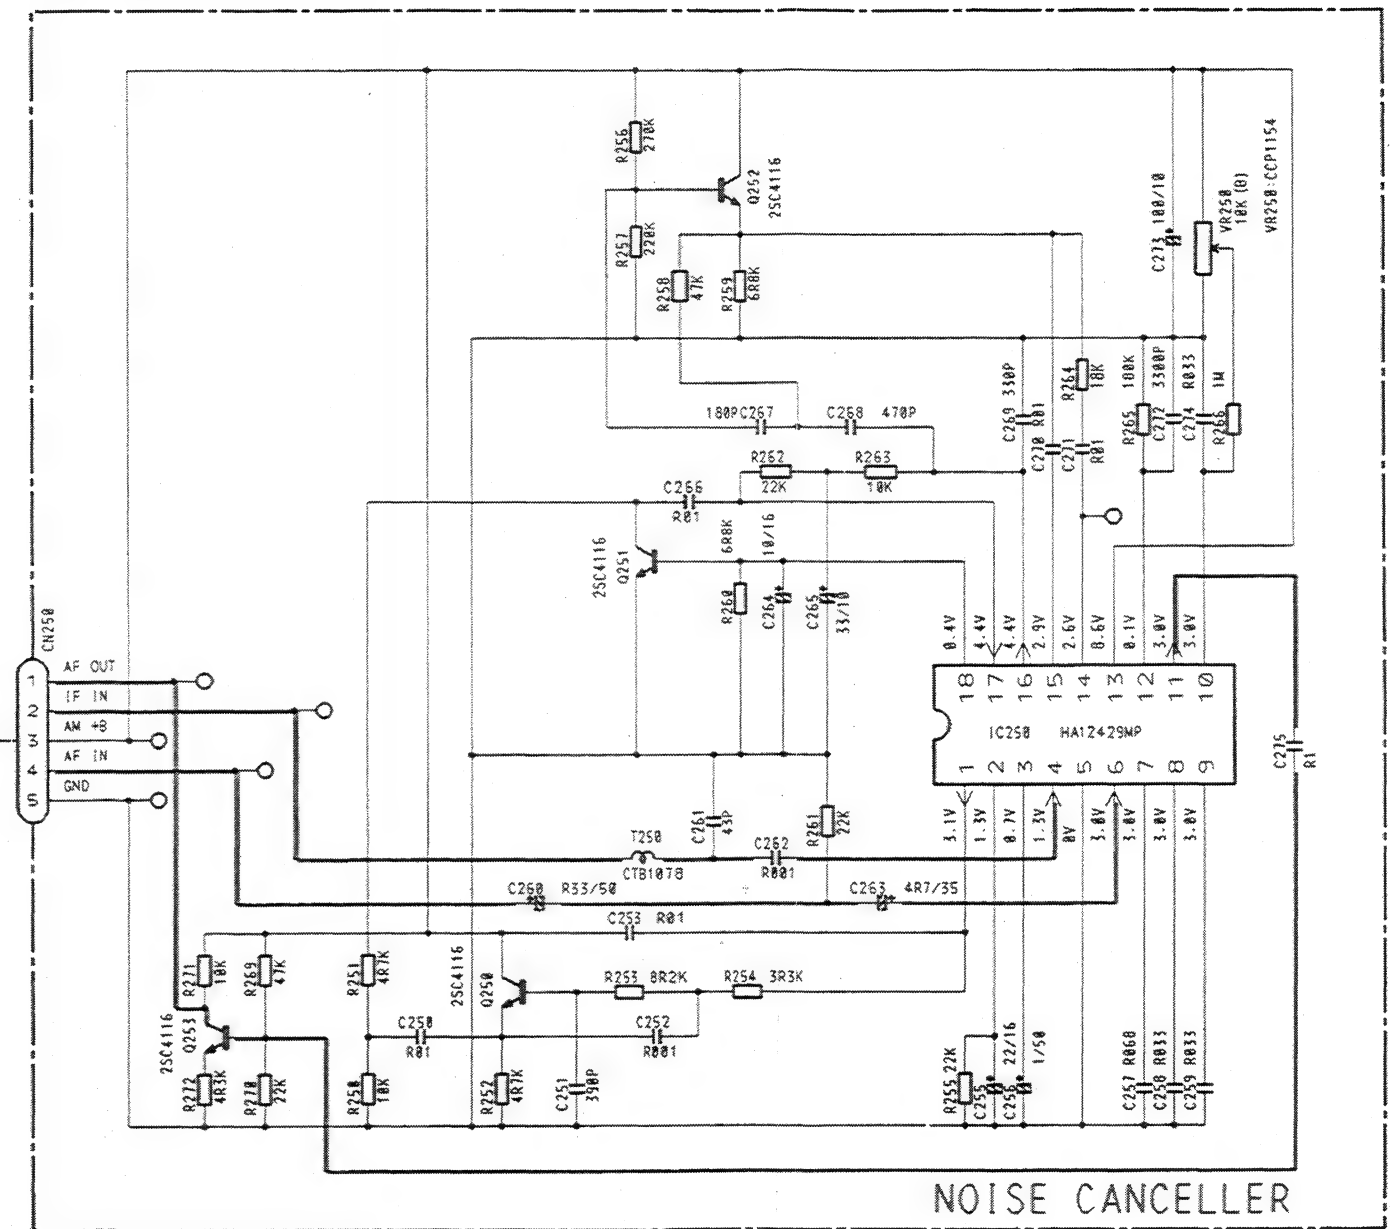 R256
270K
Q252
2SC4116
R257
220K
R258
47K
R259
6R8K
C273 100/10
VR250
10K (B)
VR250:CCP1154
180P C267
C268 470P
C269 330P
C270 R01
C271
R01
R264
18K
R265
180K
C272
3300P
C274
R033
R266
1M
R262
22K
R263
10K
C266
R01
2SC4116
Q251
R260
6R8K
C264
10/16
C265
33/10
CN250
1
AF OUT
2
IF IN
3
AM +B
4
AF IN
5
GND
0.4V
4.4V
4.4V
2.9V
2.6V
8.6V
0.1V
3.0V
3.0V
18 17 16 15 14 13 12 11 10
IC250 HA12429MP
1 2 3 4 5 6 7 8 9
3.1V
1.3V
0.7V
1.3V
0V
3.0V
3.0V
3.0V
3.0V
C275
R1
C261
43P
R261
22K
T250
CTB1078
C262
R001
C260 R33/50
C263 4R7/35
C253 R01
R271
10K
R269
47K
R251
4R7K
2SC4116
Q250
R253 8R2K
R254 3R3K
2SC4116
Q253
C250
R01
C252
R001
R272
4R3K
R270
22K
R250
10K
R252
4R7K
C251
390P
R255 22K
C255
22/16
C256
1/50
C257 R068
C258 R033
C259 R033
NOISE CANCELLER